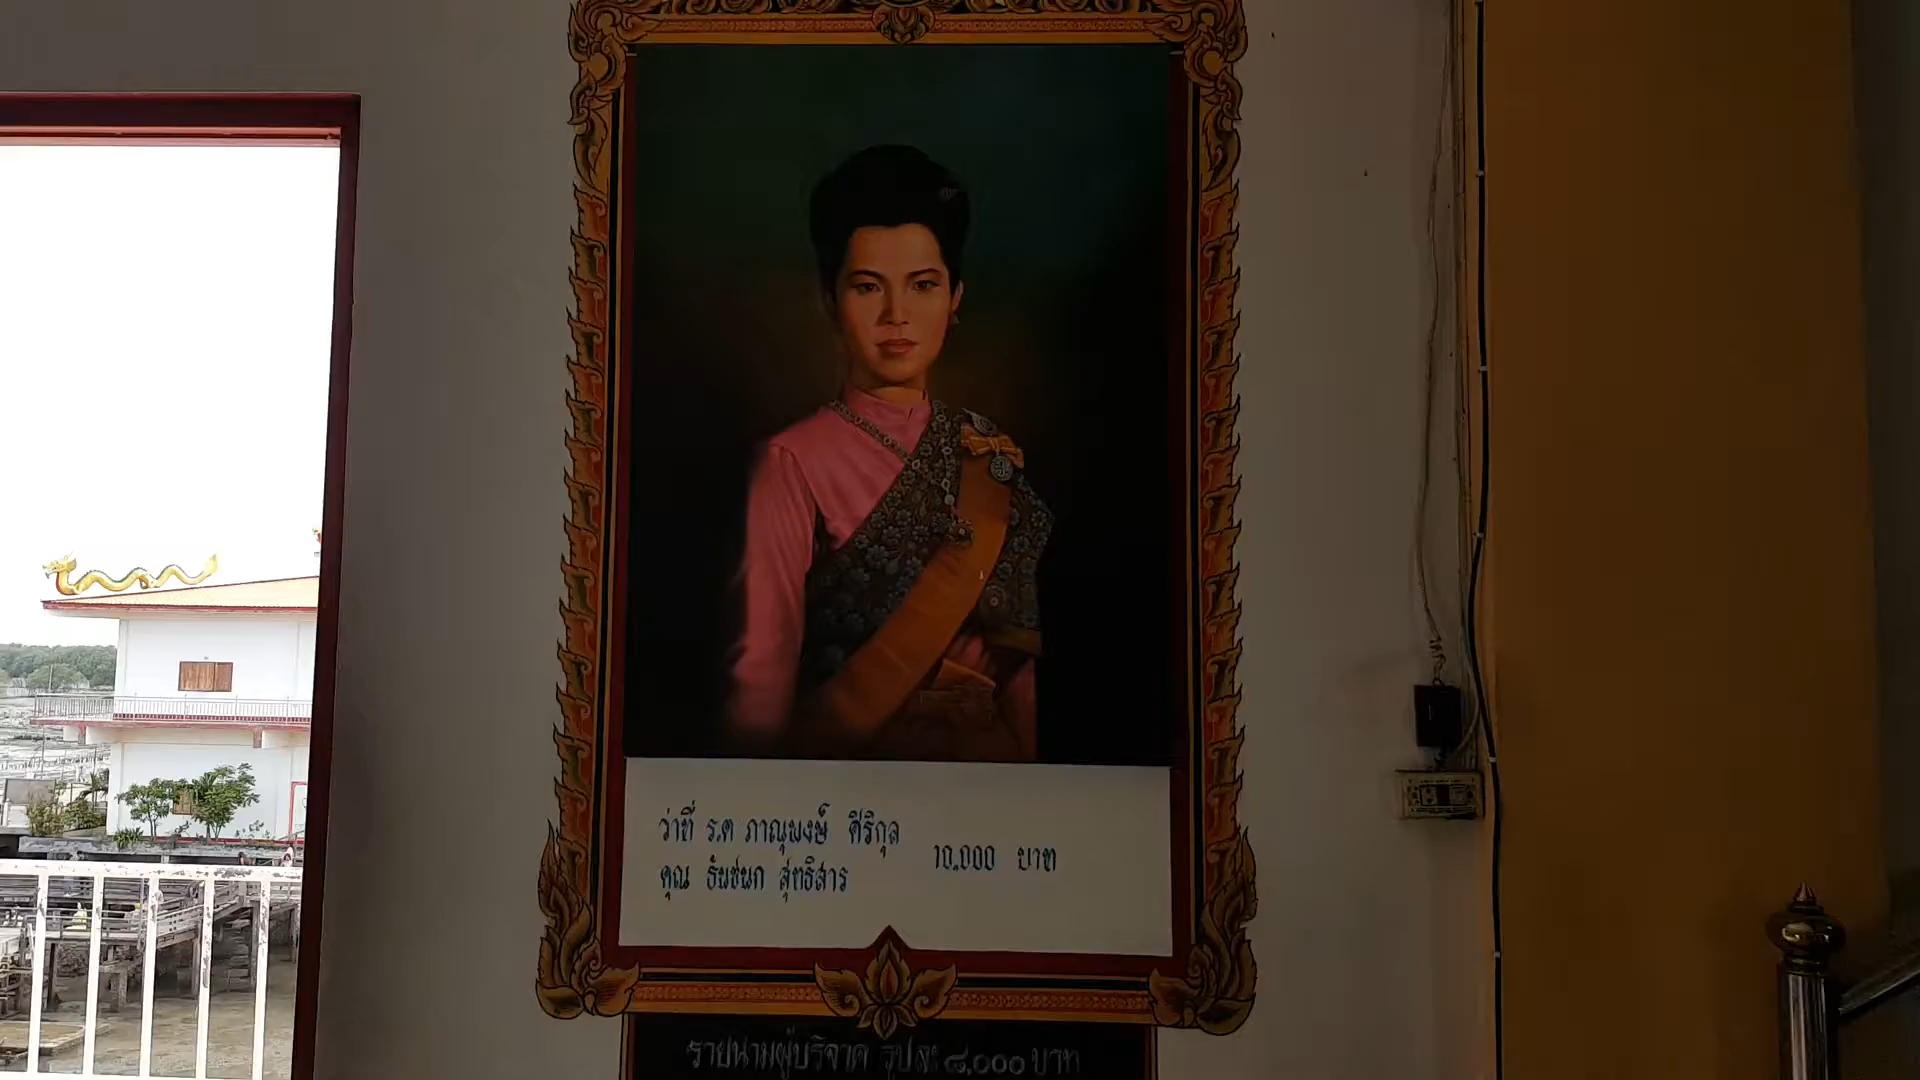 ว่าที่ ร.ต ภาณุพงษ์ ศิริกุล
คุณ ธันชนก สุทธิสาร
10,000 บาท
รายนามผู้บริจาค รูปละ ๘,๐๐๐ บาท